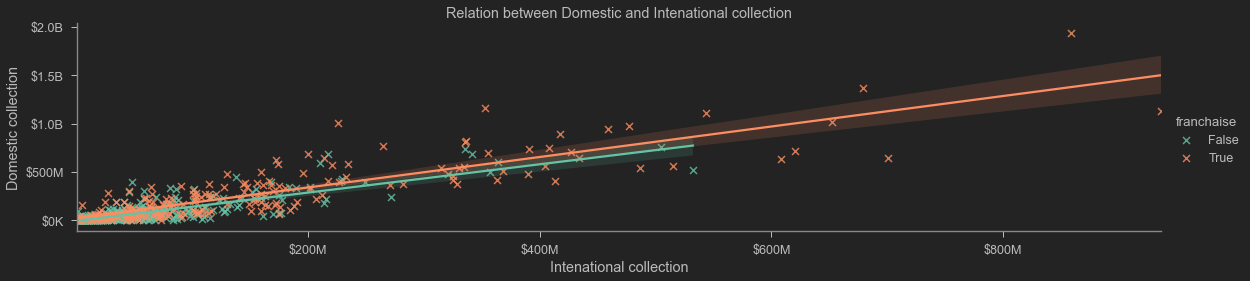 Relation between Domestic and Intenational collection
Domestic collection
$2.0B
$1.5B
$1.0B
$500M
$0K
$200M
$400M
$600M
$800M
Intenational collection
franchaise
False
True